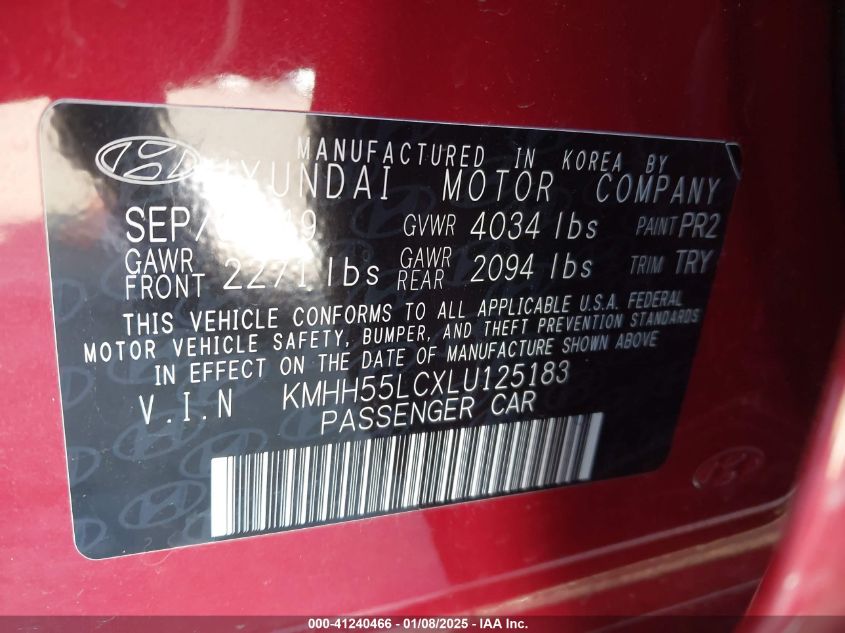 MANUFACTURED IN KOREA BY
HYUNDAI MOTOR COMPANY
SEP/ 19 GVWR 4034 lbs PAINT PR2
GAWR FRONT 2271 lbs GAWR REAR 2094 lbs TRIM TRY
THIS VEHICLE CONFORMS TO ALL APPLICABLE U.S.A. FEDERAL
MOTOR VEHICLE SAFETY, BUMPER, AND THEFT PREVENTION STANDARDS
IN EFFECT ON THE DATE OF MANUFACTURE SHOWN ABOVE
V.I.N KMHH55LCXLU125183
PASSENGER CAR
000-41240466 - 01/08/2025 - IAA Inc.